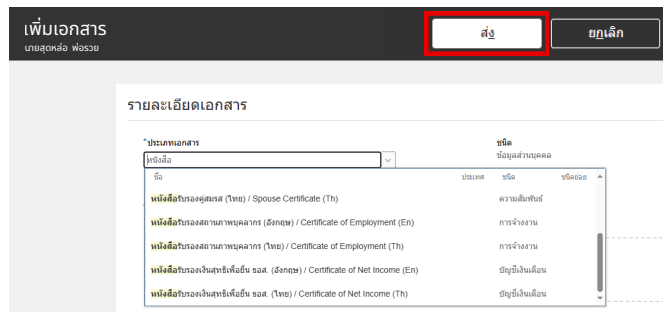 เพิ่มเอกสาร
นายสุดหล่อ พ่อรวย
ส่ง
ยกเลิก
รายละเอียดเอกสาร
*ประเภทเอกสาร
ชนิด
หนังสือ
ข้อมูลส่วนบุคคล
ชื่อ ประเทศ ชนิด ชนิดย่อย
หนังสือรับรองคู่สมรส (ไทย) / Spouse Certificate (Th) ความสัมพันธ์
หนังสือรับรองสถานภาพบุคลากร (อังกฤษ) / Certificate of Employment (En) การจ้างงาน
หนังสือรับรองสถานภาพบุคลากร (ไทย) / Certificate of Employment (Th) การจ้างงาน
หนังสือรับรองเงินสุทธิเพื่อยื่น ธอส. (อังกฤษ) / Certificate of Net Income (En) บัญชีเงินเดือน
หนังสือรับรองเงินสุทธิเพื่อยื่น ธอส. (ไทย) / Certificate of Net Income (Th) บัญชีเงินเดือน